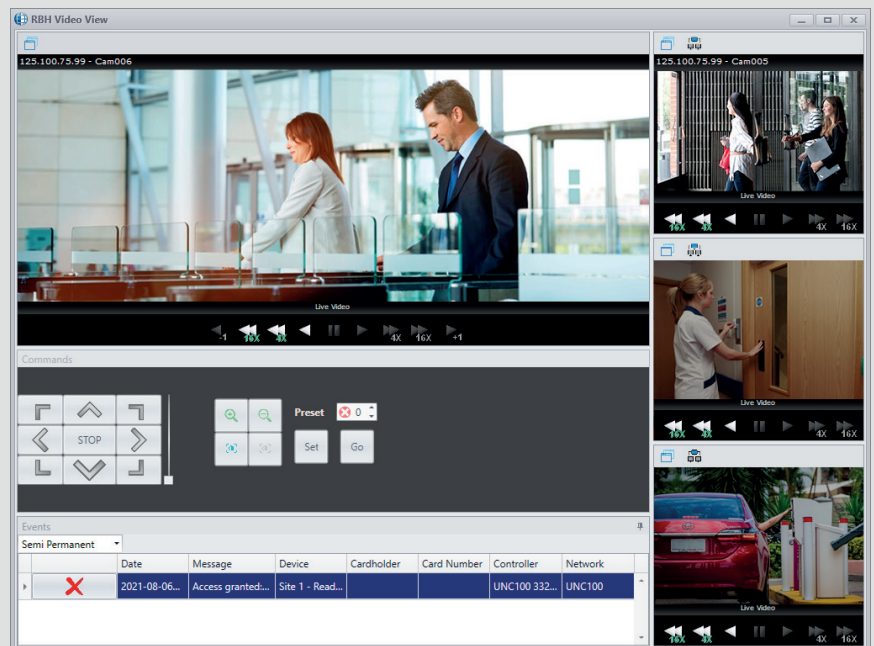 RBH Video View
125.100.75.99 - Cam006
Live Video
-1 16X 4X 4X 16X +1
Commands
STOP
Preset 0
Set Go
Events
Semi Permanent
Date Message Device Cardholder Card Number Controller Network
2021-08-06... Access granted:... Site 1 - Read... UNC100 332... UNC100
125.100.75.99 - Cam005
Live Video
16X 4X 4X 16X
Live Video
16X 4X 4X 16X
Live Video
16X 4X 4X 16X